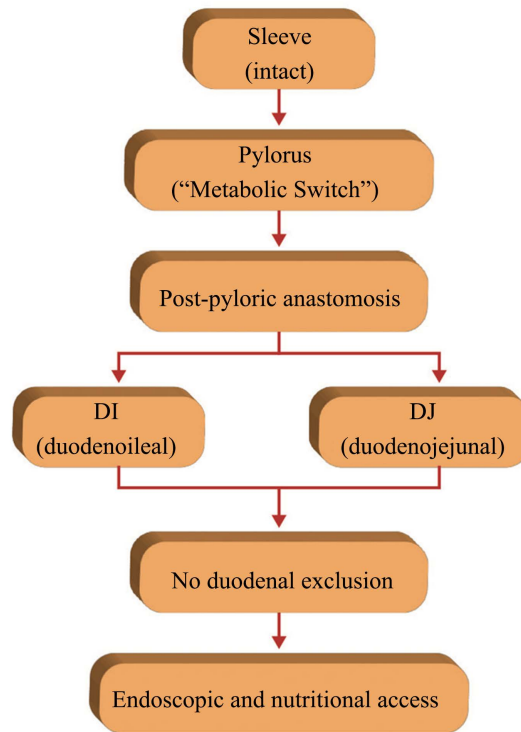 Sleeve
(intact)
Pylorus
(“Metabolic Switch”)
Post-pyloric anastomosis
DI
(duodenoileal)
DJ
(duodenojejunal)
No duodenal exclusion
Endoscopic and nutritional access